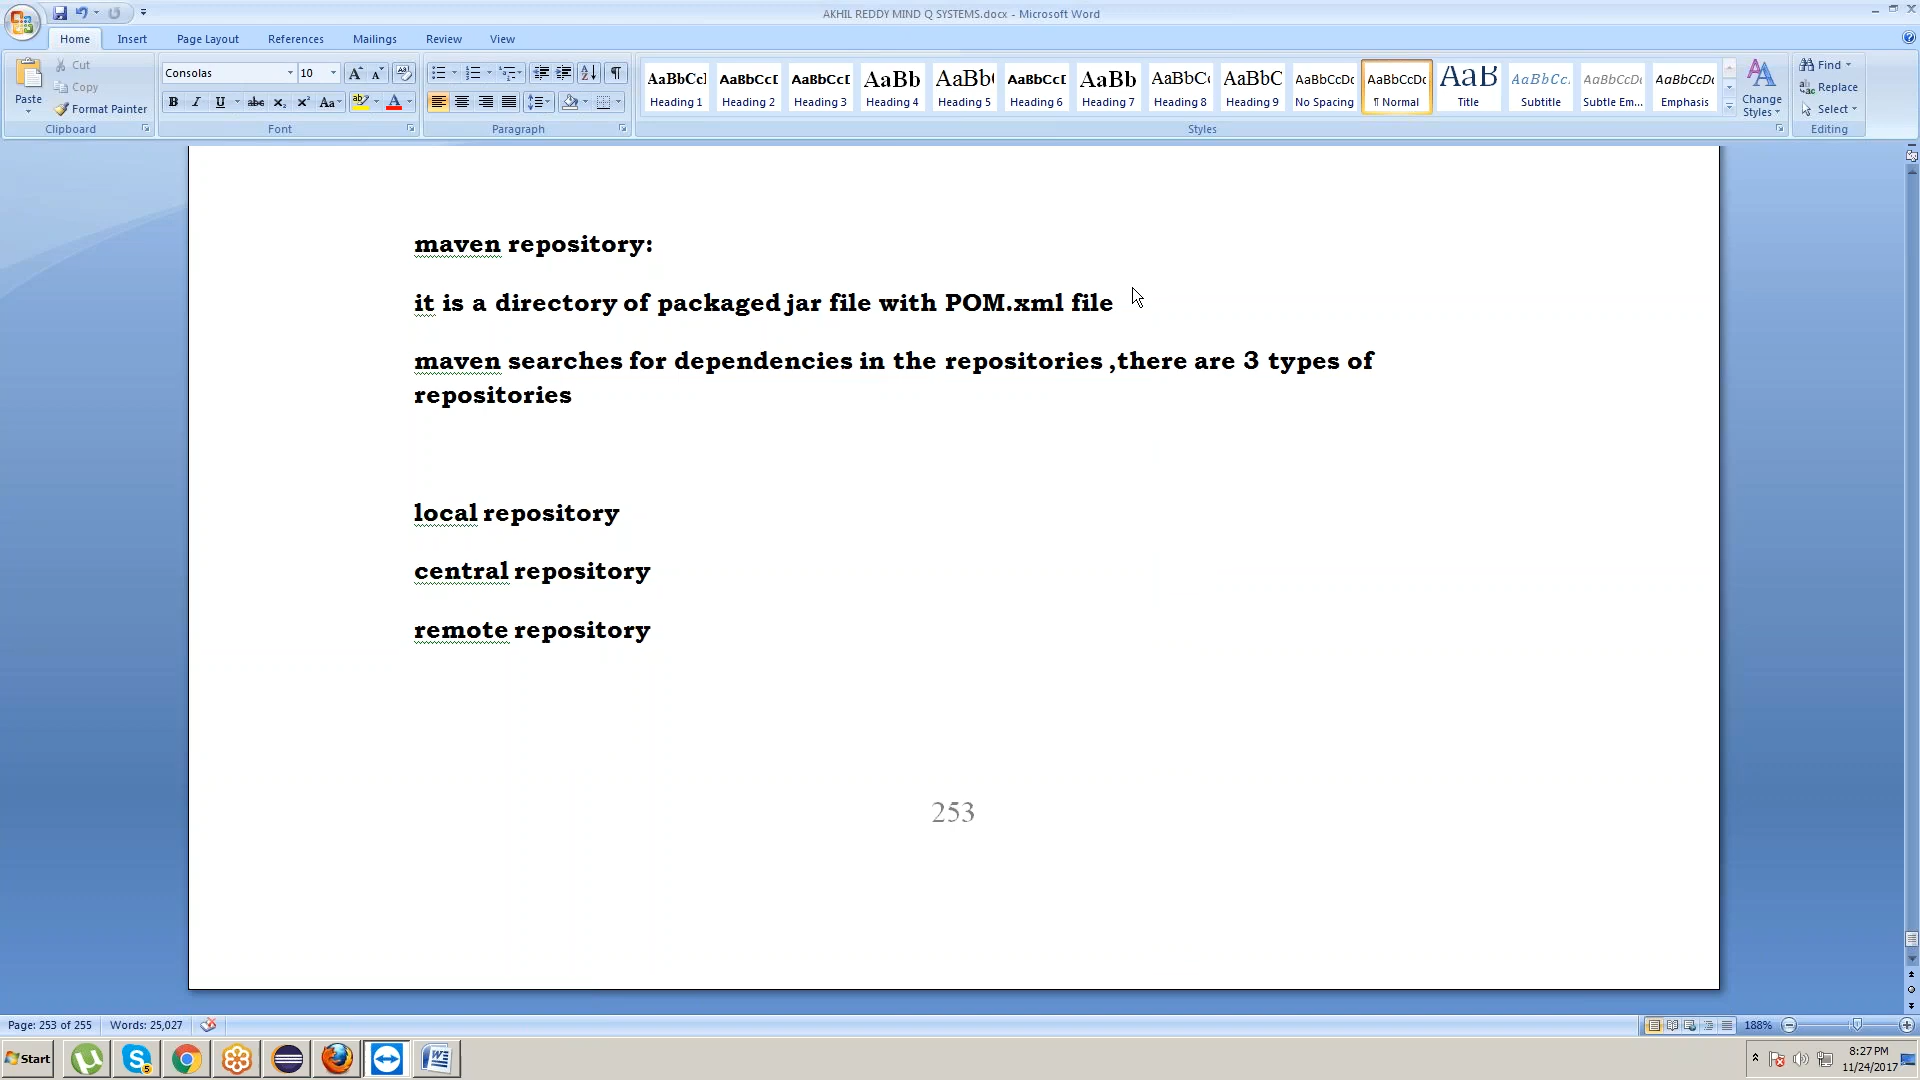 AKHIL REDDY MIND Q SYSTEMS.docx - Microsoft Word
Home Insert Page Layout References Mailings Review View
Paste
Cut
Copy
Format Painter
Clipboard
Consolas 10
Font
Paragraph
AaBbCcI AaBbCcD AaBbCcD AaBb AaBb( AaBbCcD AaBb AaBbC( AaBbC AaBbCcDc AaBbCcDc AaB AaBbCc. AaBbCcDc AaBbCcDc
Heading 1 Heading 2 Heading 3 Heading 4 Heading 5 Heading 6 Heading 7 Heading 8 Heading 9 No Spacing ¶ Normal Title Subtitle Subtle Em... Emphasis
Styles
Change Styles
Find
Replace
Select
Editing
maven repository:
it is a directory of packaged jar file with POM.xml file
maven searches for dependencies in the repositories ,there are 3 types of
repositories
local repository
central repository
remote repository
253
Page: 253 of 255 Words: 25,027 188%
Start
8:27 PM
11/24/2017